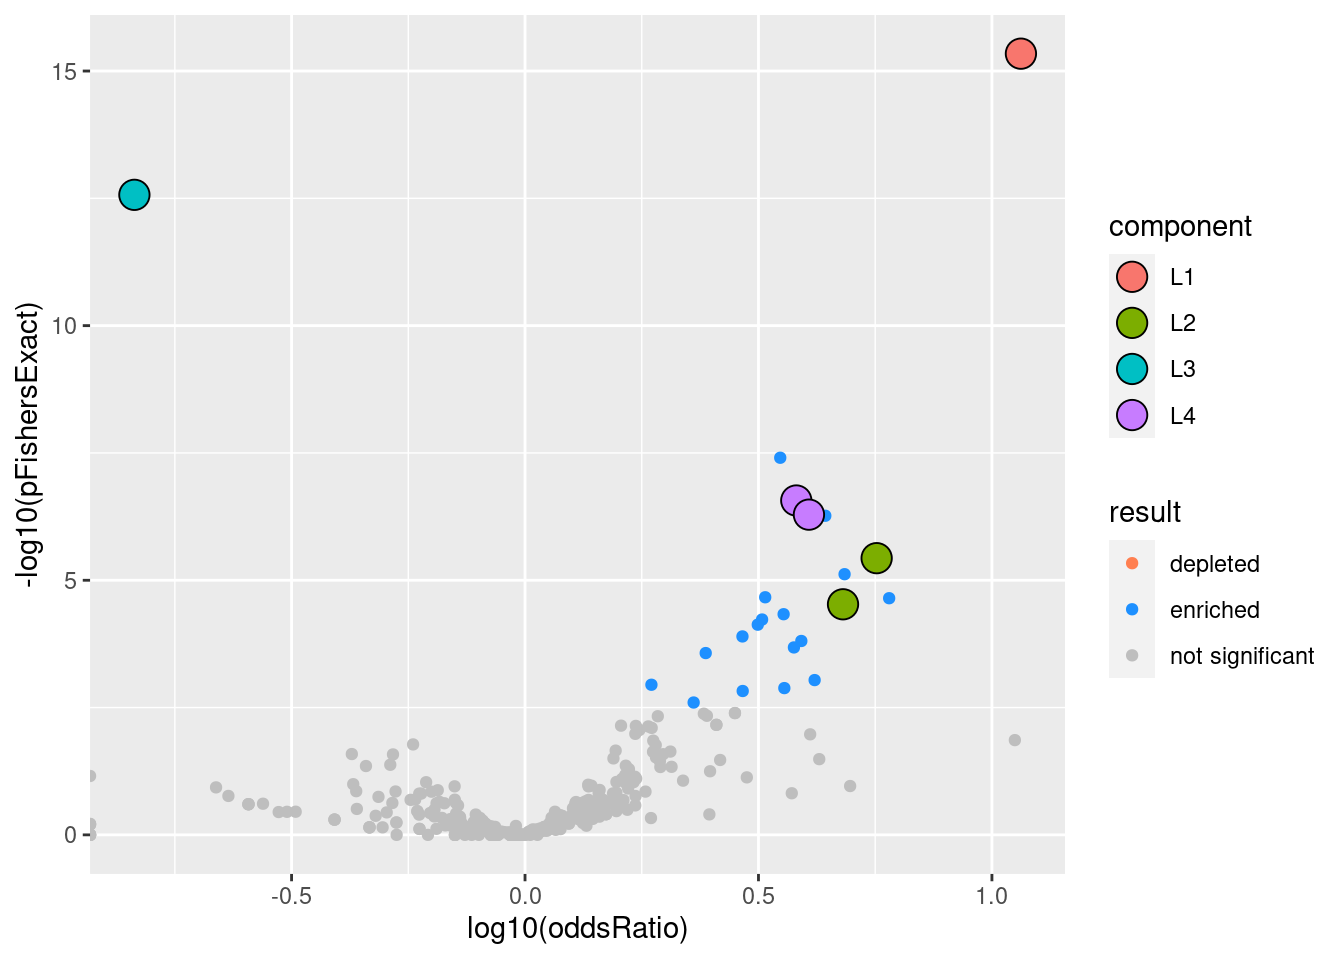 15
10
5
0
-log10(pFishersExact)
-0.5
0.0
0.5
1.0
log10(oddsRatio)
component
L1
L2
L3
L4
result
depleted
enriched
not significant